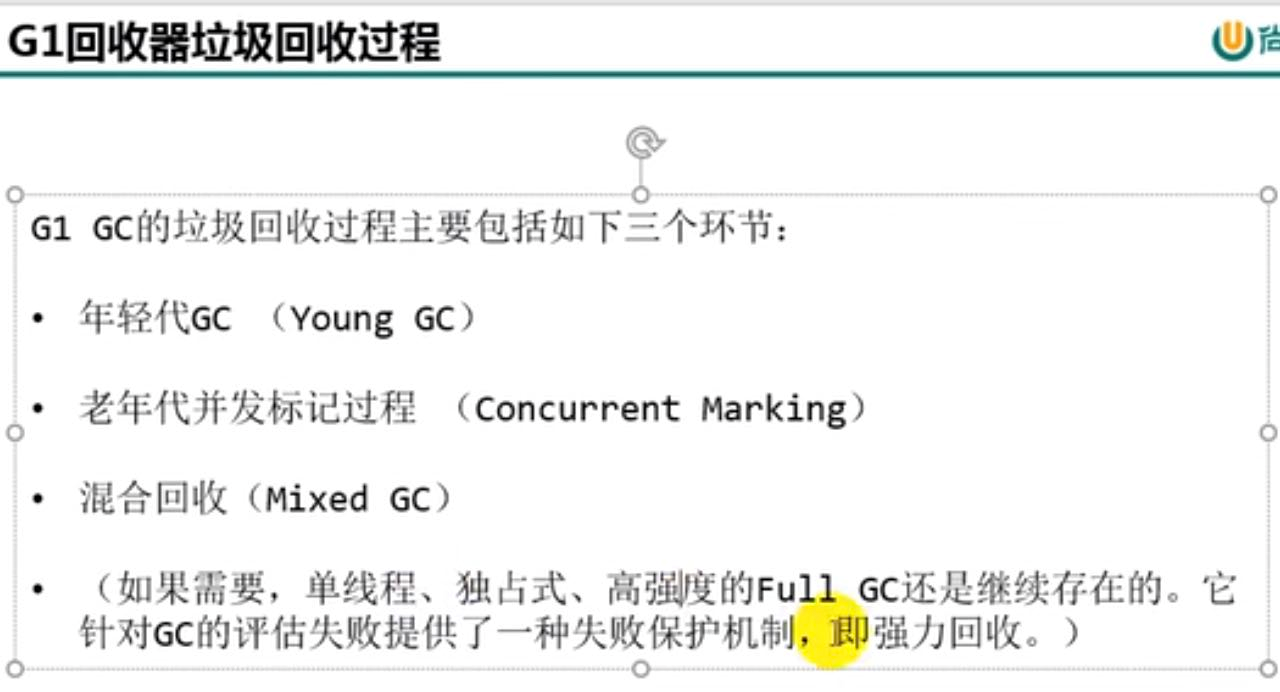 G1回收器垃圾回收过程
尚
G1 GC的垃圾回收过程主要包括如下三个环节：
• 年轻代GC （Young GC）
• 老年代并发标记过程 （Concurrent Marking）
• 混合回收（Mixed GC）
• （如果需要，单线程、独占式、高强度的Full GC还是继续存在的。它
针对GC的评估失败提供了一种失败保护机制，即强力回收。）